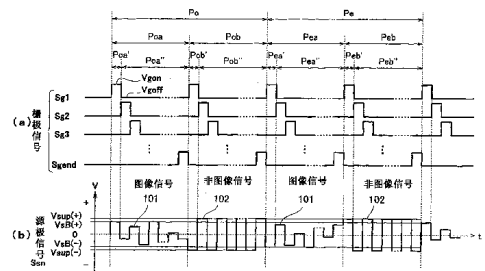 Po Pe
Poa Pob Pea Peb
Poa' Poa" Pob' Pob" Pea' Pea" Peb' Peb"
Vgon
Vgoff
Sg1
Sg2
Sg3
Sgend
(a) 栅极信号
图像信号 非图像信号 图像信号 非图像信号
V
+
101 102 101 102
Vsup(+)
VsB(+)
0
VsB(-)
Vsup(-)
-
t
(b) 源极信号
Ssn